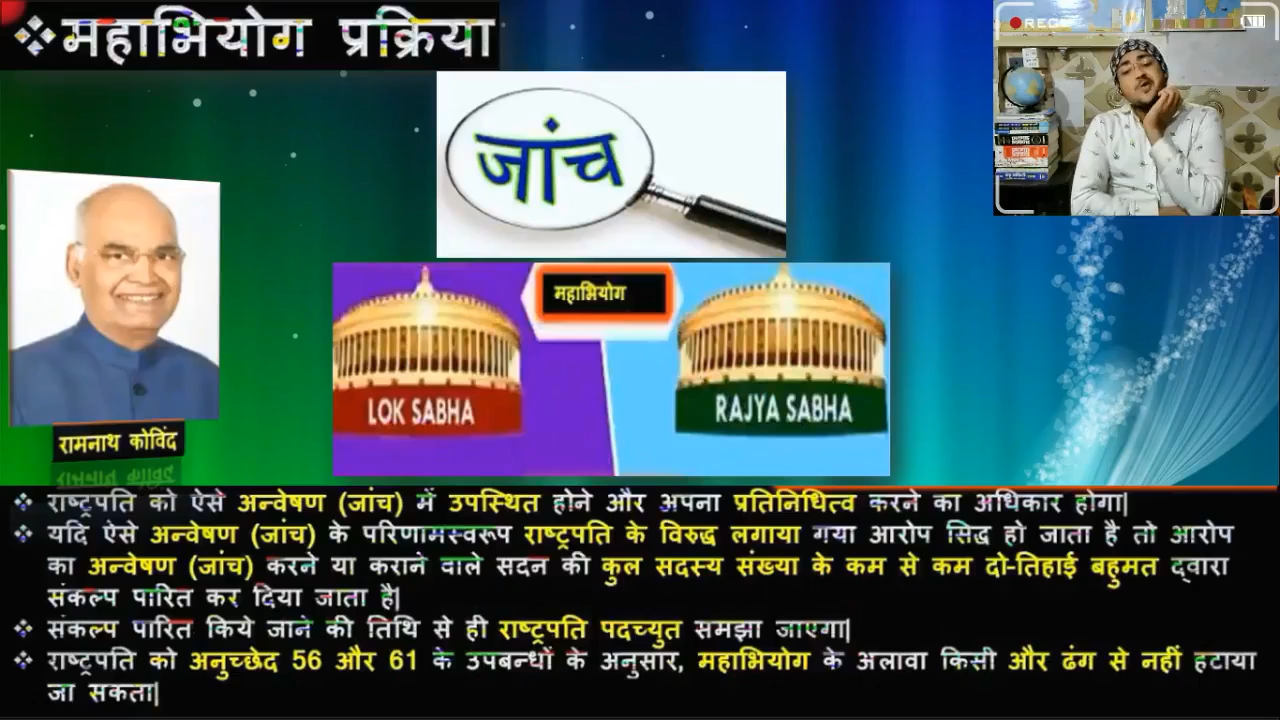 ❖महाभियोग प्रक्रिया
REC
जांच
महाभियोग
LOK SABHA
RAJYA SABHA
रामनाथ कोविंद
❖ राष्ट्रपति को ऐसे अन्वेषण (जांच) में उपस्थित होने और अपना प्रतिनिधित्व करने का अधिकार होगा|
❖ यदि ऐसे अन्वेषण (जांच) के परिणामस्वरूप राष्ट्रपति के विरुद्ध लगाया गया आरोप सिद्ध हो जाता है तो आरोप
का अन्वेषण (जांच) करने या कराने वाले सदन की कुल सदस्य संख्या के कम से कम दो-तिहाई बहुमत द्वारा
संकल्प पारित कर दिया जाता है|
❖ संकल्प पारित किये जाने की तिथि से ही राष्ट्रपति पदच्युत समझा जाएगा|
❖ राष्ट्रपति को अनुच्छेद 56 और 61 के उपबन्धों के अनुसार, महाभियोग के अलावा किसी और ढंग से नहीं हटाया
जा सकता|